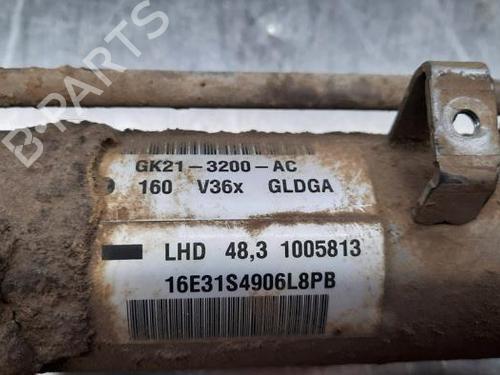 GK21-3200-AC
160 V36x GLDGA
LHD 48,3 1005813
16E31S4906L8PB
B-PARTS